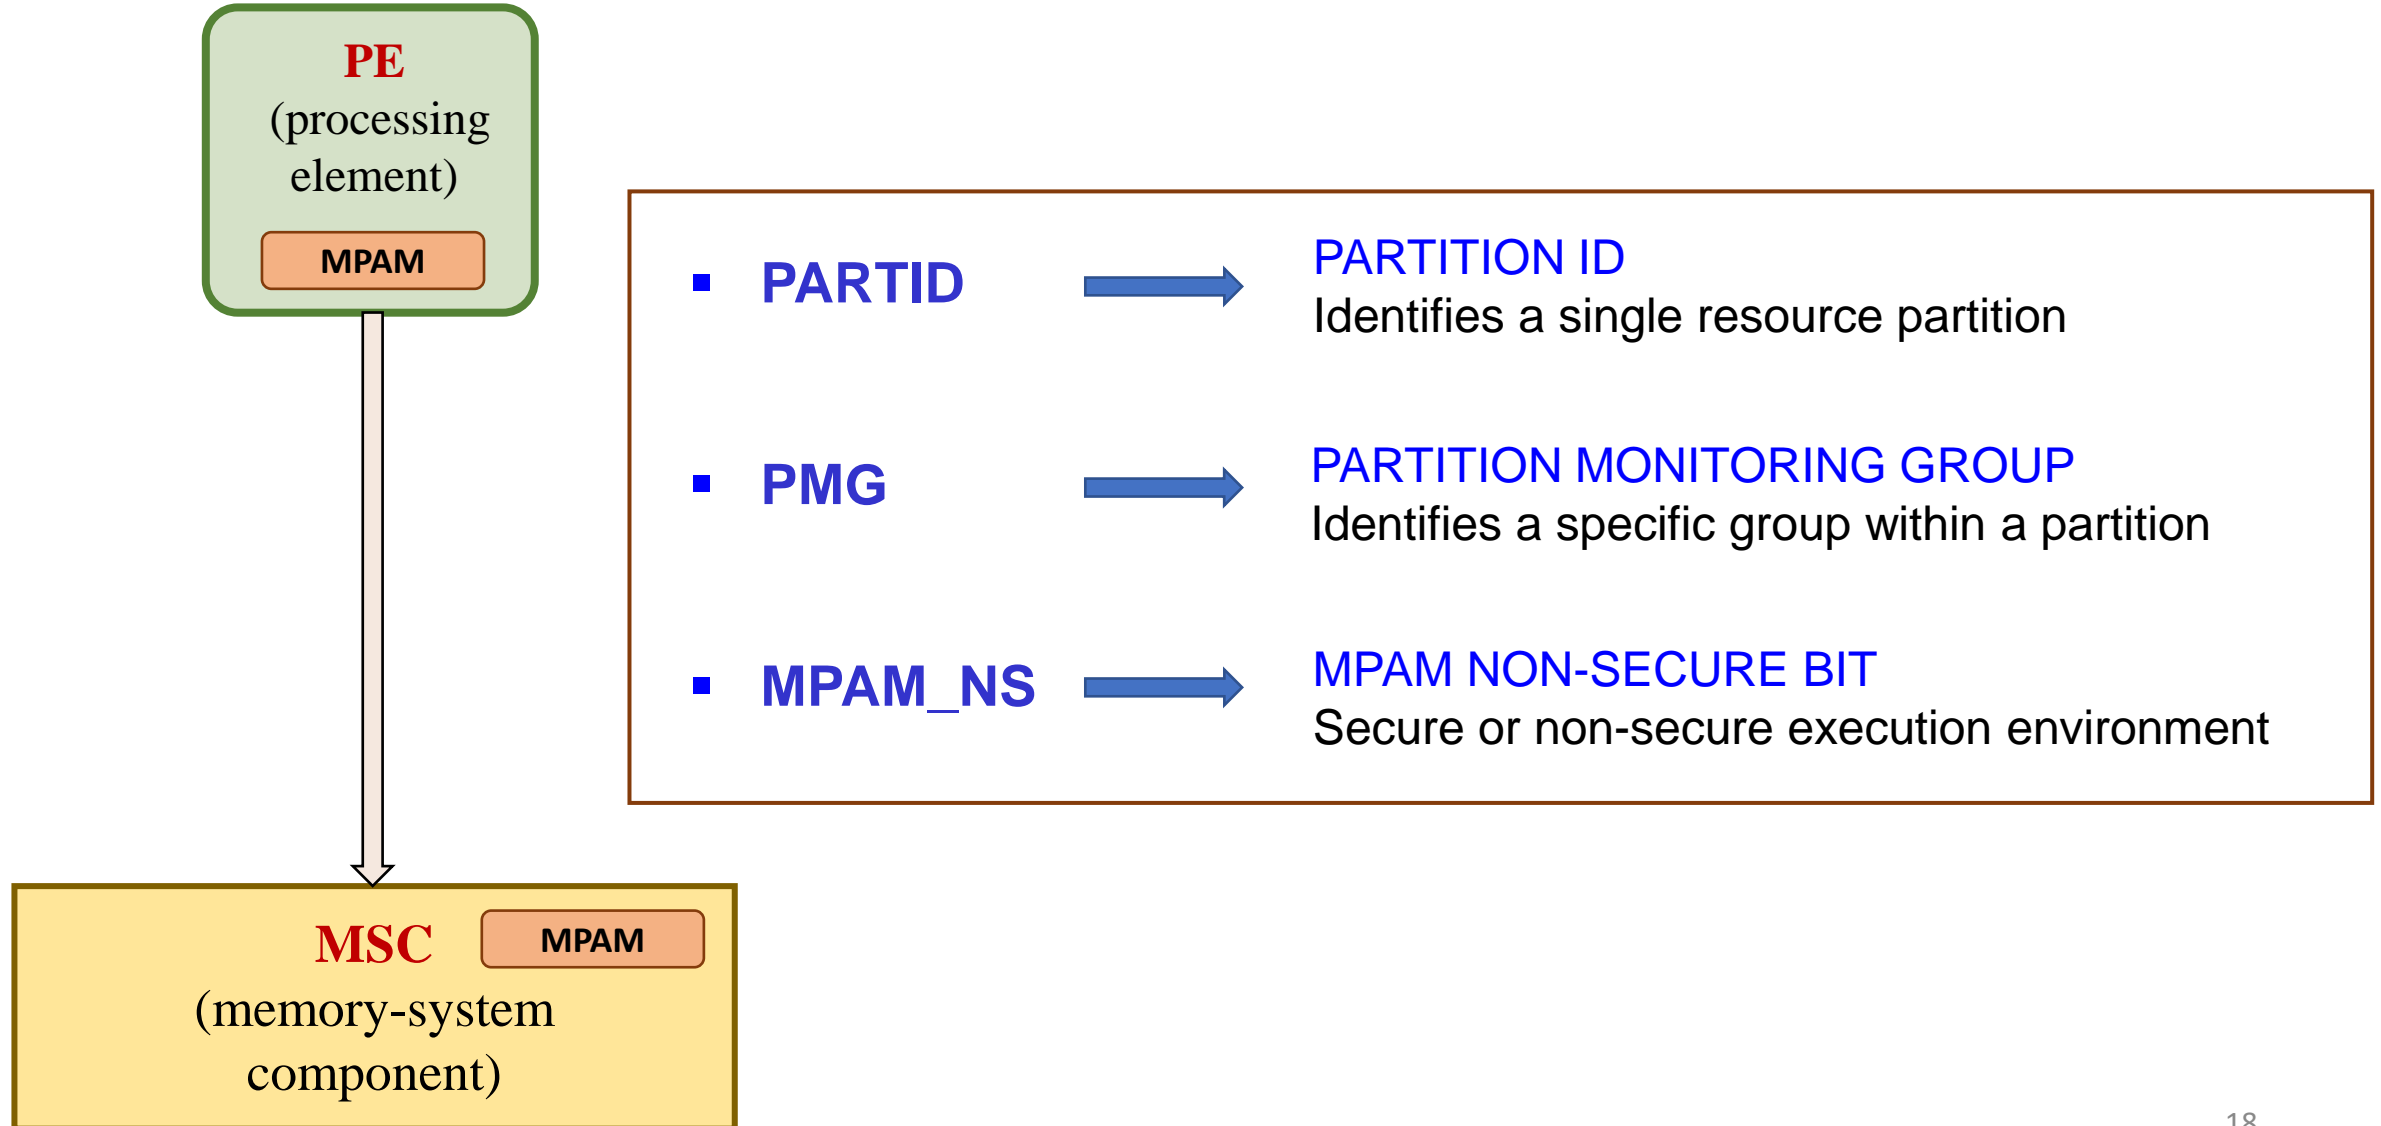 PE
(processing
element)
MPAM
PARTID
PARTITION ID
Identifies a single resource partition
PMG
PARTITION MONITORING GROUP
Identifies a specific group within a partition
MPAM_NS
MPAM NON-SECURE BIT
Secure or non-secure execution environment
MSC
MPAM
(memory-system
component)
18